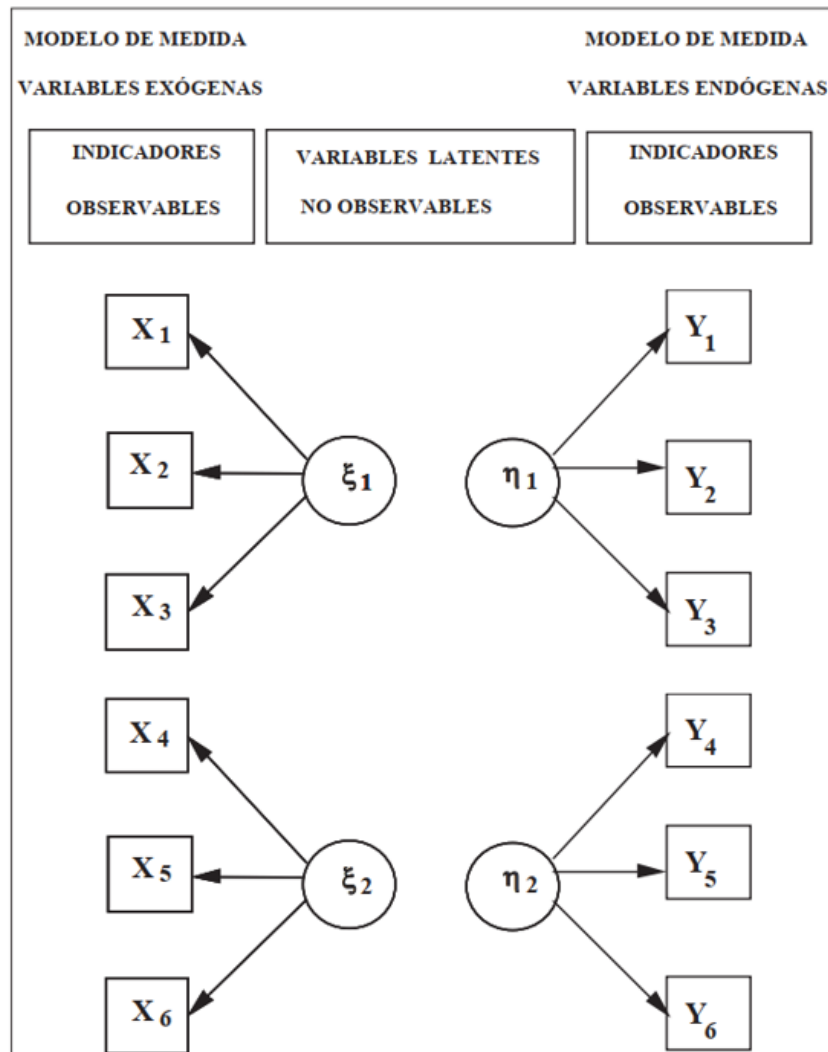 MODELO DE MEDIDA
VARIABLES EXÓGENAS
MODELO DE MEDIDA
VARIABLES ENDÓGENAS
INDICADORES
OBSERVABLES
VARIABLES LATENTES
NO OBSERVABLES
INDICADORES
OBSERVABLES
X1
X2
X3
ξ1
η1
Y1
Y2
Y3
X4
X5
X6
ξ2
η2
Y4
Y5
Y6